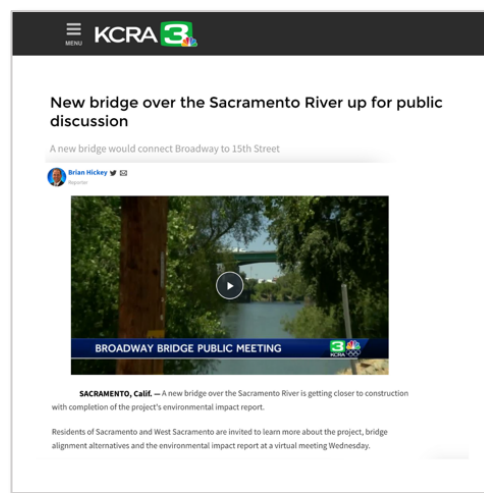 MENU
KCRA 3
New bridge over the Sacramento River up for public
discussion
A new bridge would connect Broadway to 15th Street
Brian Hickey
Reporter
BROADWAY BRIDGE PUBLIC MEETING
3
KCRA
SACRAMENTO, Calif. — A new bridge over the Sacramento River is getting closer to construction
with completion of the project's environmental impact report.
Residents of Sacramento and West Sacramento are invited to learn more about the project, bridge
alignment alternatives and the environmental impact report at a virtual meeting Wednesday.